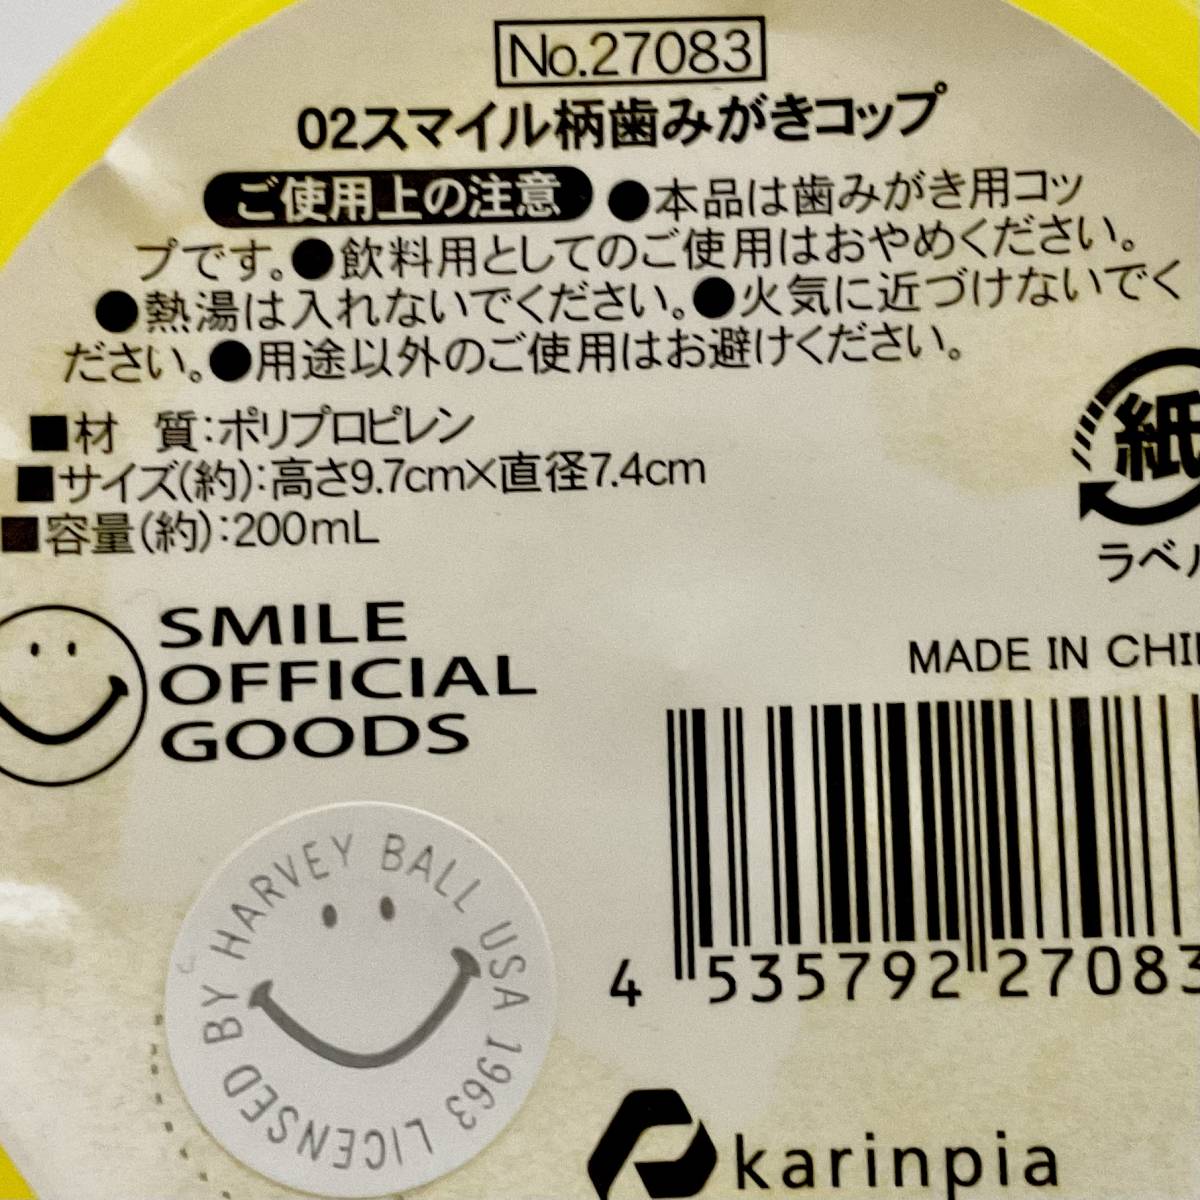 No.27083
02スマイル柄歯みがきコップ
ご使用上の注意 ●本品は歯みがき用コッ
プです。●飲料用としてのご使用はおやめください。
●熱湯は入れないでください。●火気に近づけないでく
ださい。●用途以外のご使用はお避けください。
■材　質：ポリプロピレン
■サイズ(約)：高さ9.7cm×直径7.4cm
■容量(約)：200mL
紙
ラベル
SMILE
OFFICIAL
GOODS
MADE IN CHI
4 535792 27083
LICENSED BY HARVEY BALL USA 1963
karinpia